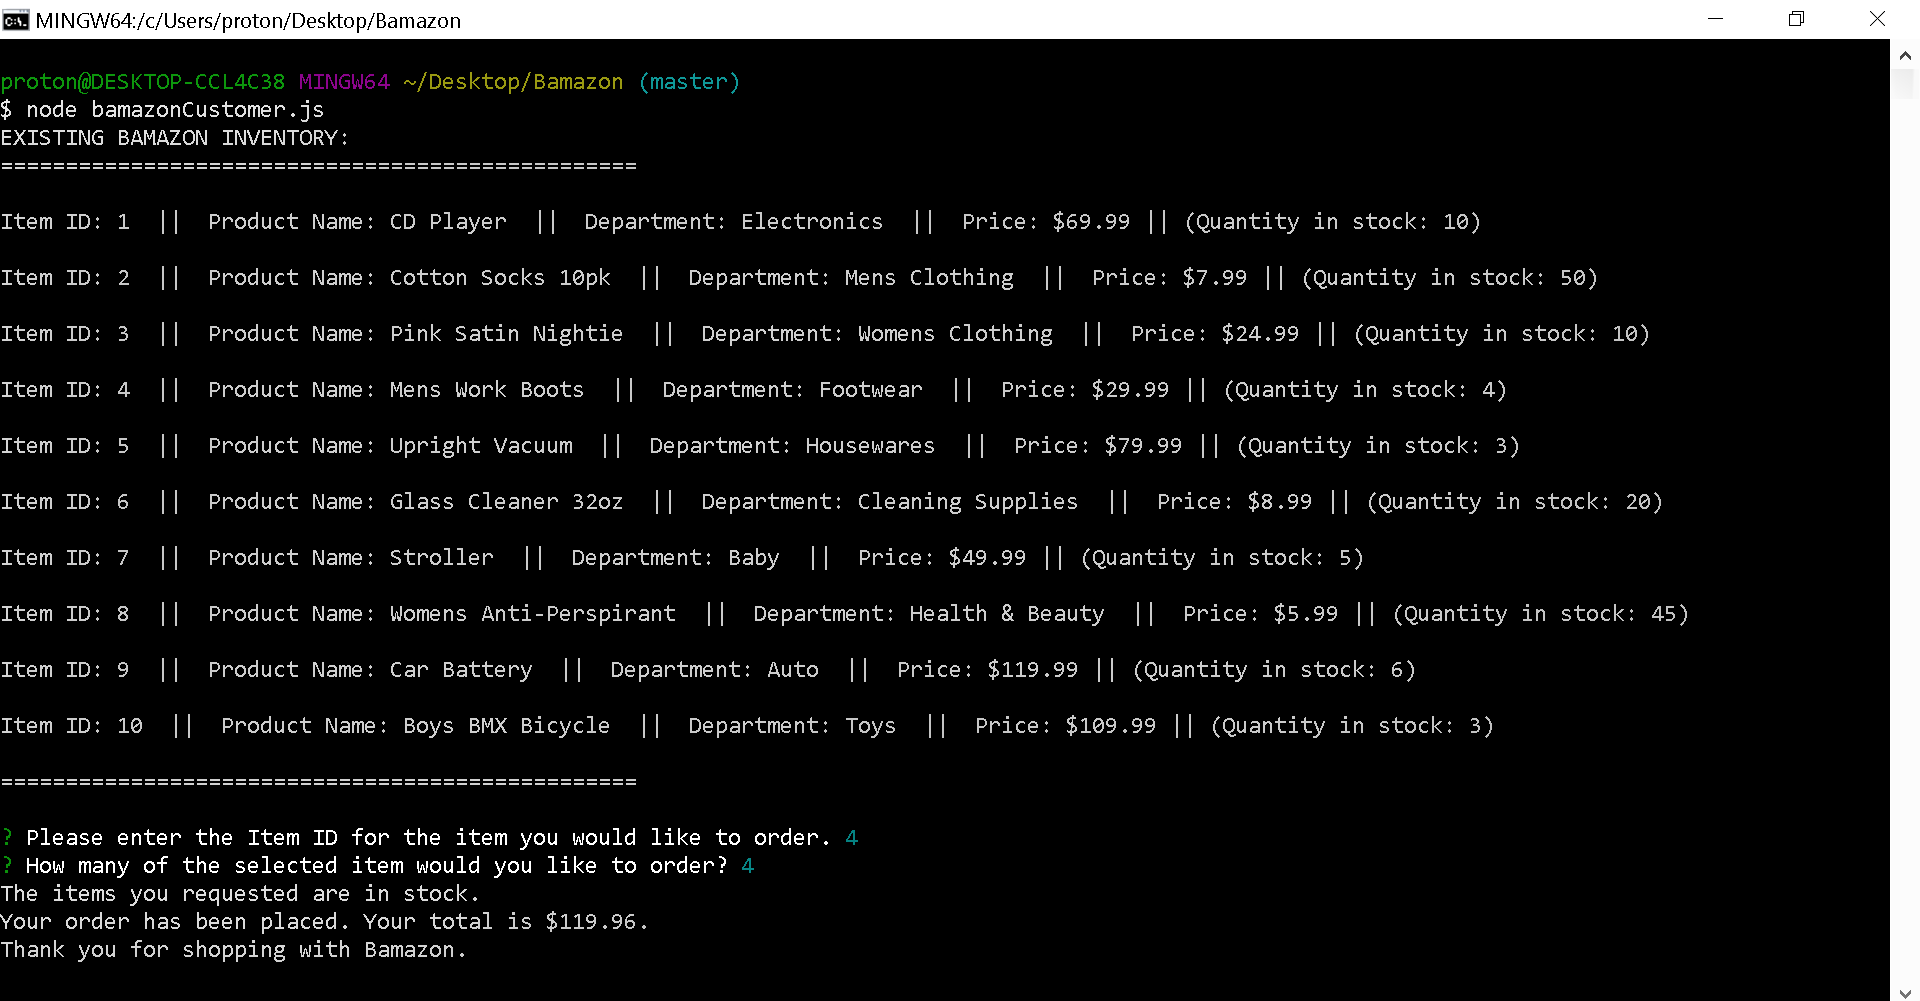 MINGW64:/c/Users/proton/Desktop/Bamazon
proton@DESKTOP-CCL4C38 MINGW64 ~/Desktop/Bamazon (master)
$ node bamazonCustomer.js
EXISTING BAMAZON INVENTORY:
=================================================
Item ID: 1  ||  Product Name: CD Player  ||  Department: Electronics  ||  Price: $69.99 || (Quantity in stock: 10)
Item ID: 2  ||  Product Name: Cotton Socks 10pk  ||  Department: Mens Clothing  ||  Price: $7.99 || (Quantity in stock: 50)
Item ID: 3  ||  Product Name: Pink Satin Nightie  ||  Department: Womens Clothing  ||  Price: $24.99 || (Quantity in stock: 10)
Item ID: 4  ||  Product Name: Mens Work Boots  ||  Department: Footwear  ||  Price: $29.99 || (Quantity in stock: 4)
Item ID: 5  ||  Product Name: Upright Vacuum  ||  Department: Housewares  ||  Price: $79.99 || (Quantity in stock: 3)
Item ID: 6  ||  Product Name: Glass Cleaner 32oz  ||  Department: Cleaning Supplies  ||  Price: $8.99 || (Quantity in stock: 20)
Item ID: 7  ||  Product Name: Stroller  ||  Department: Baby  ||  Price: $49.99 || (Quantity in stock: 5)
Item ID: 8  ||  Product Name: Womens Anti-Perspirant  ||  Department: Health & Beauty  ||  Price: $5.99 || (Quantity in stock: 45)
Item ID: 9  ||  Product Name: Car Battery  ||  Department: Auto  ||  Price: $119.99 || (Quantity in stock: 6)
Item ID: 10  ||  Product Name: Boys BMX Bicycle  ||  Department: Toys  ||  Price: $109.99 || (Quantity in stock: 3)
=================================================
? Please enter the Item ID for the item you would like to order. 4
? How many of the selected item would you like to order? 4
The items you requested are in stock.
Your order has been placed. Your total is $119.96.
Thank you for shopping with Bamazon.